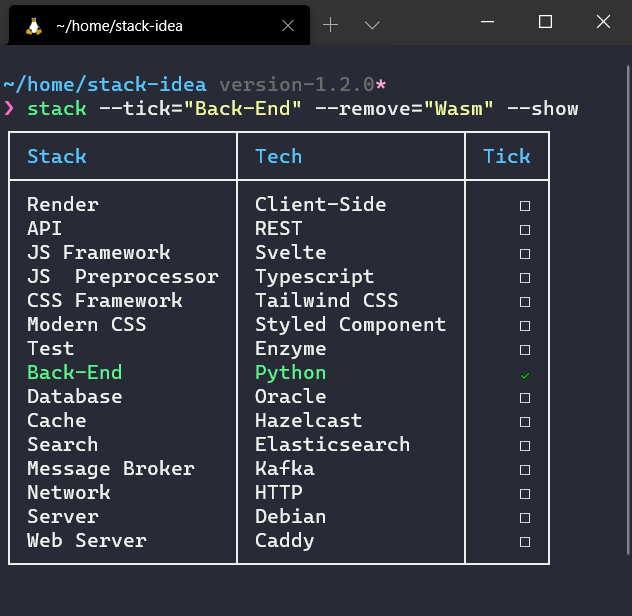 ~/home/stack-idea
~/home/stack-idea version-1.2.0*
❯ stack --tick="Back-End" --remove="Wasm" --show
Stack Tech Tick
Render Client-Side □
API REST □
JS Framework Svelte □
JS  Preprocessor Typescript □
CSS Framework Tailwind CSS □
Modern CSS Styled Component □
Test Enzyme □
Back-End Python ✓
Database Oracle □
Cache Hazelcast □
Search Elasticsearch □
Message Broker Kafka □
Network HTTP □
Server Debian □
Web Server Caddy □